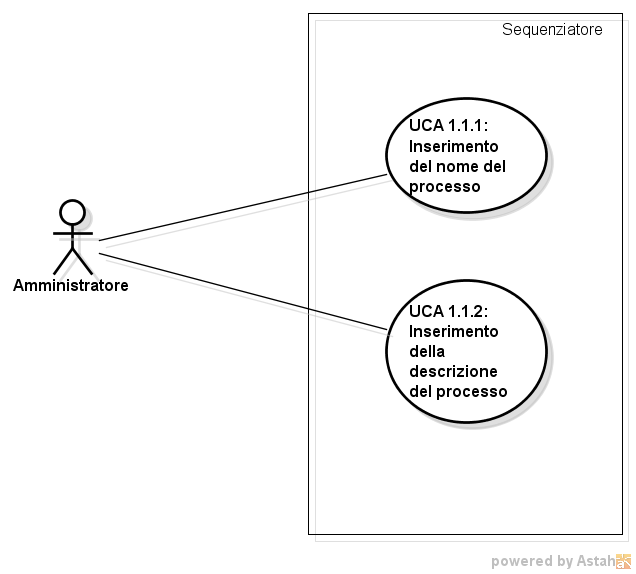 Sequenziatore
UCA 1.1.1:
Inserimento
del nome del
processo
Amministratore
UCA 1.1.2:
Inserimento
della
descrizione
del processo
powered by Astah